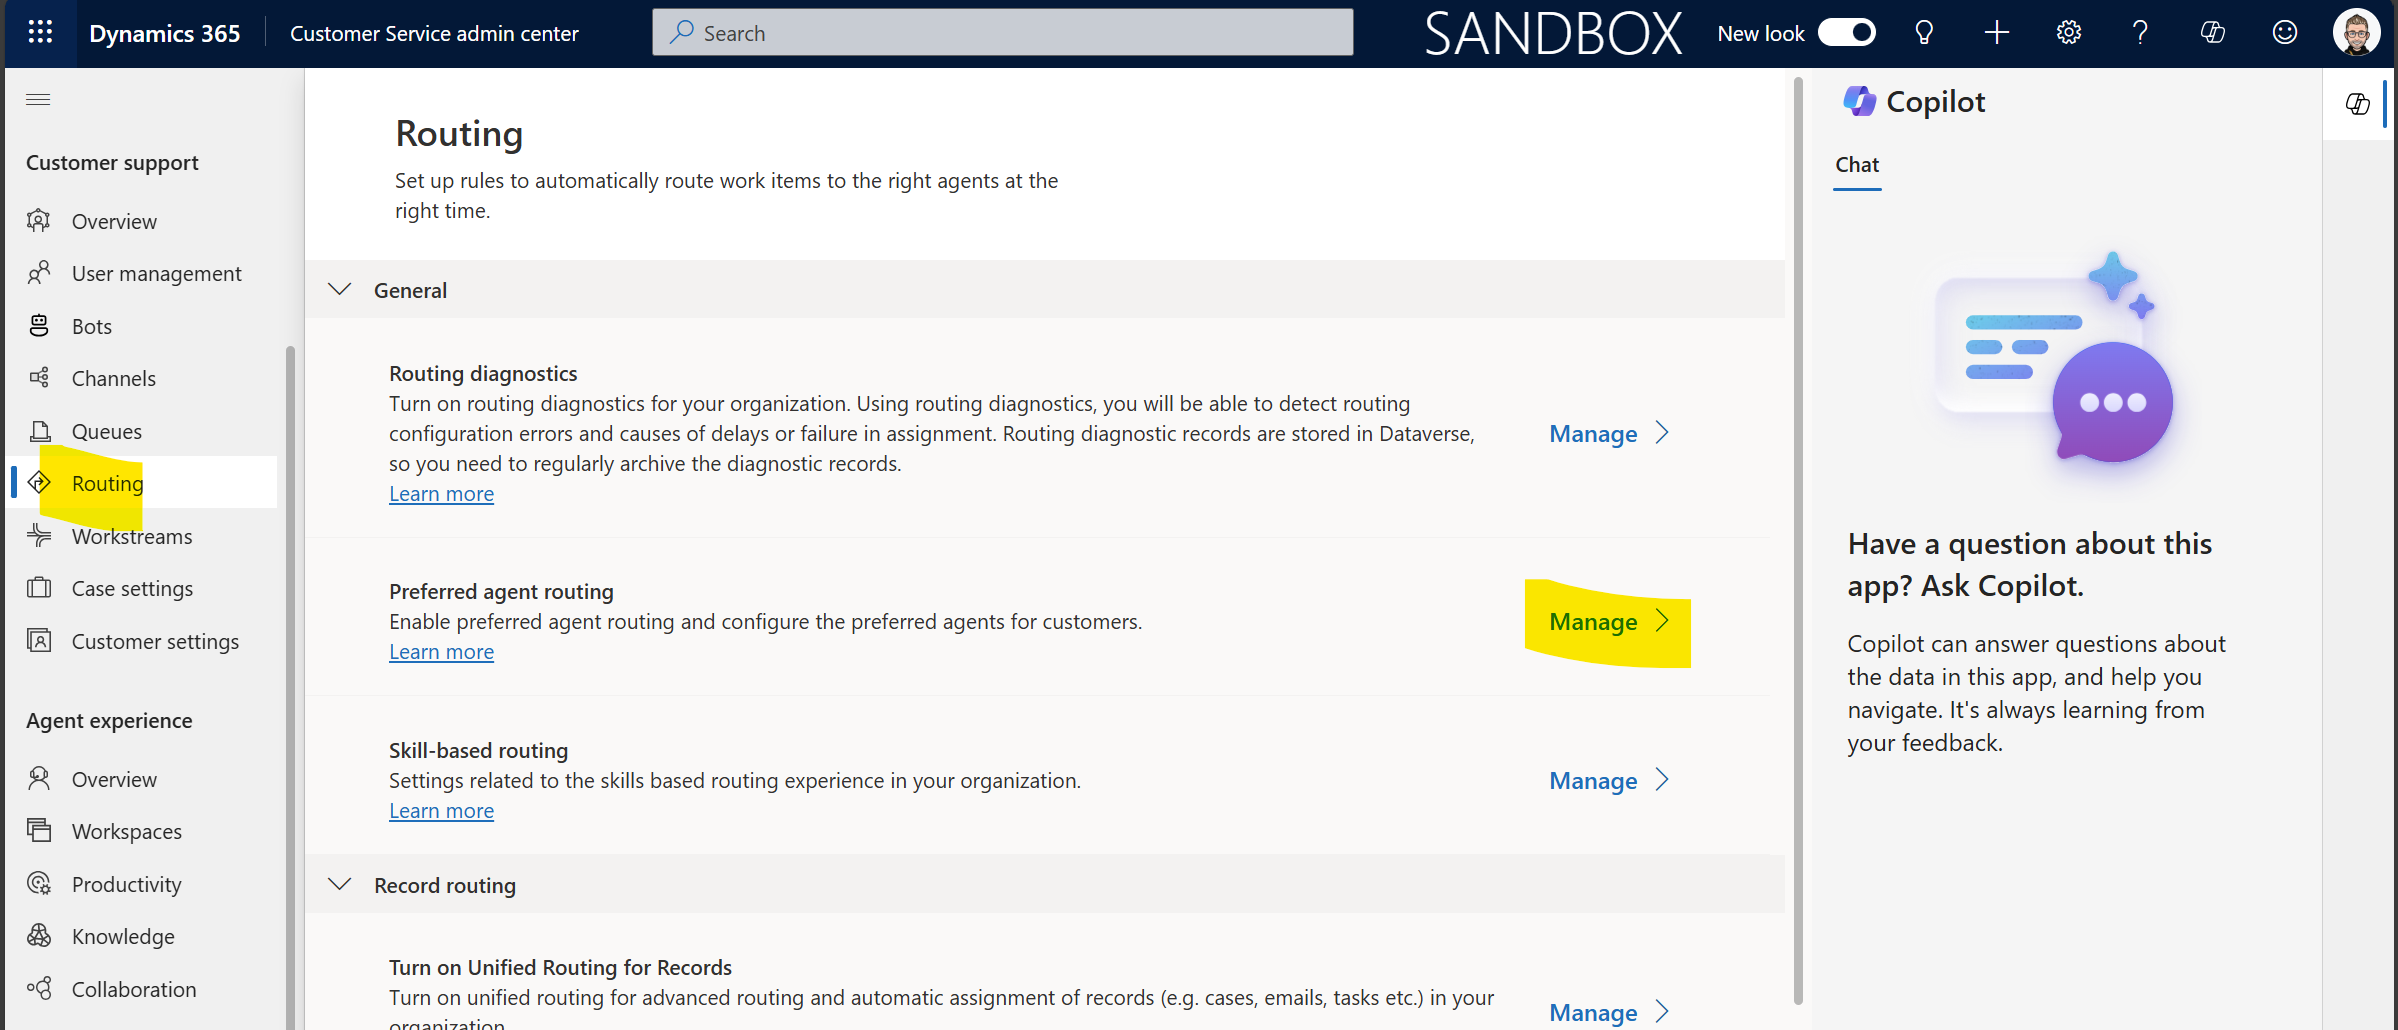 Dynamics 365
Customer Service admin center
Search
SANDBOX
New look
Customer support
Overview
User management
Bots
Channels
Queues
Routing
Workstreams
Case settings
Customer settings
Agent experience
Overview
Workspaces
Productivity
Knowledge
Collaboration
Routing
Set up rules to automatically route work items to the right agents at the
right time.
General
Routing diagnostics
Turn on routing diagnostics for your organization. Using routing diagnostics, you will be able to detect routing
configuration errors and causes of delays or failure in assignment. Routing diagnostic records are stored in Dataverse,
so you need to regularly archive the diagnostic records.
Learn more
Manage
Preferred agent routing
Enable preferred agent routing and configure the preferred agents for customers.
Learn more
Manage
Skill-based routing
Settings related to the skills based routing experience in your organization.
Learn more
Manage
Record routing
Turn on Unified Routing for Records
Turn on unified routing for advanced routing and automatic assignment of records (e.g. cases, emails, tasks etc.) in your
organization
Manage
Copilot
Chat
Have a question about this
app? Ask Copilot.
Copilot can answer questions about
the data in this app, and help you
navigate. It's always learning from
your feedback.